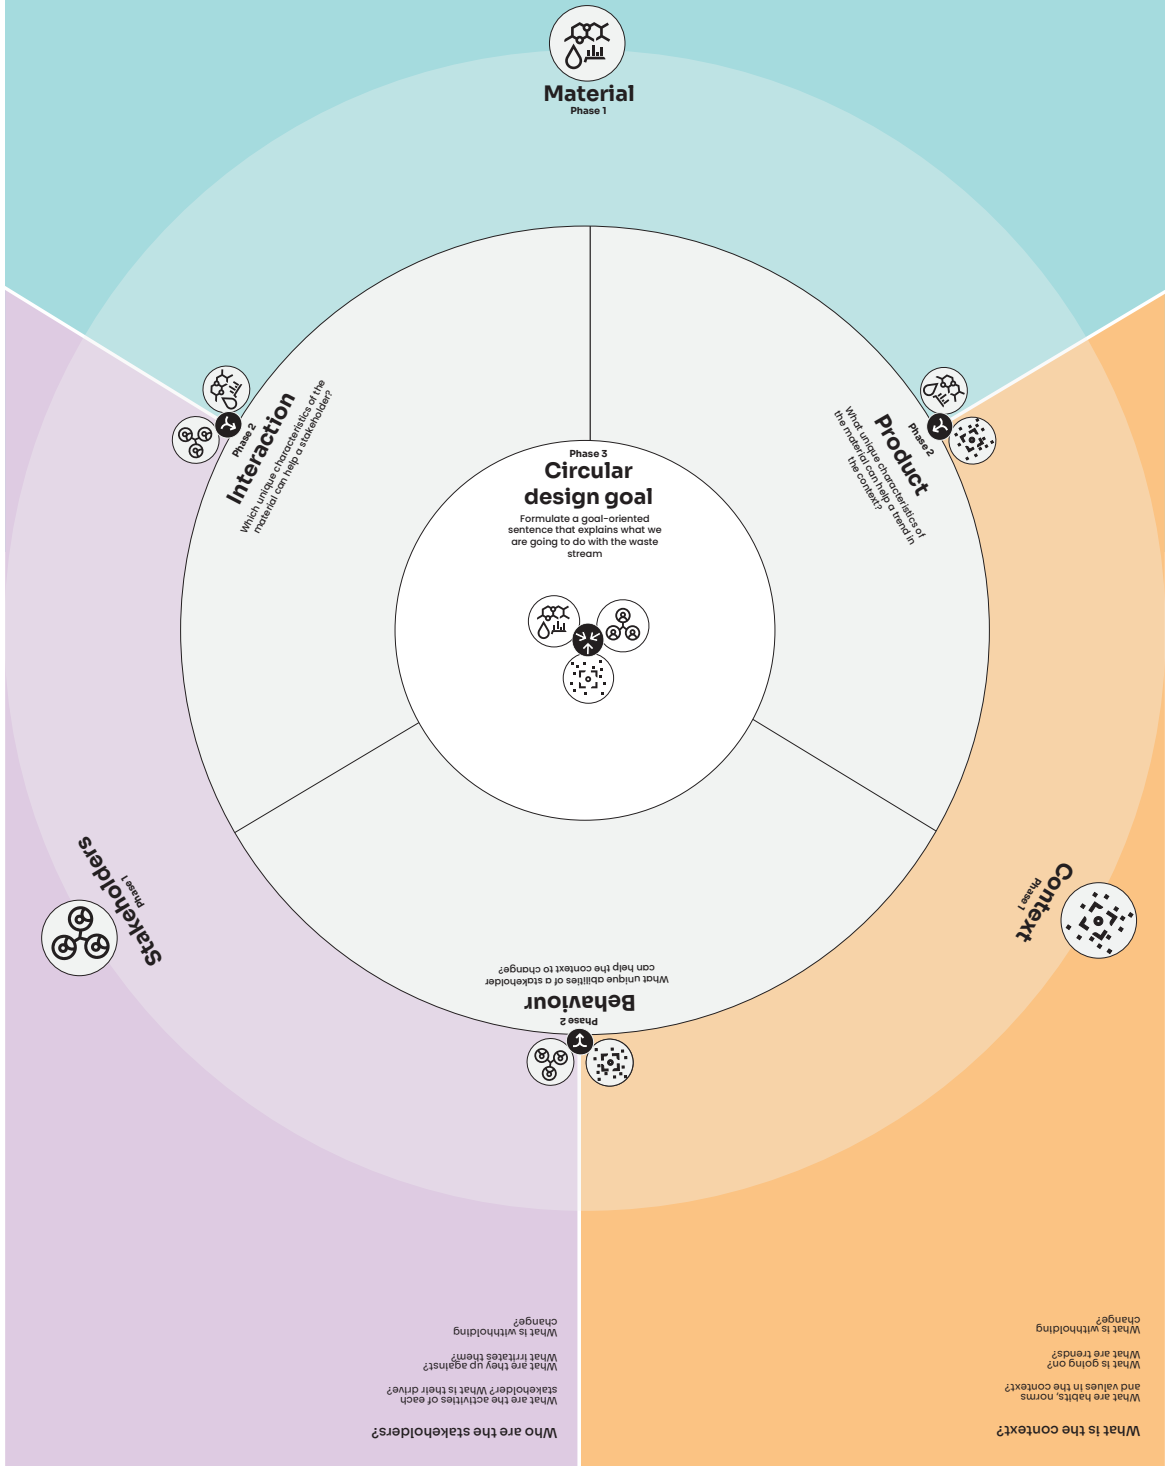 Material
Phase 1
Phase 2
Interaction
Which unique characteristics of the
material can help a stakeholder?
Phase 2
Product
What unique characteristics of
the material can help a trend in
the context?
Phase 3
Circular
design goal
Formulate a goal-oriented
sentence that explains what we
are going to do with the waste
stream
Stakeholders
Phase 1
Context
Phase 1
Phase 2
Behaviour
What unique abilities of a stakeholder
can help the context to change?
Who are the stakeholders?
What are the activities of each
stakeholder? What is their drive?
What are they up against?
What irritates them?
What is withhholding
change?
What is the context?
What are habits, norms
and values in the context?
What is going on?
What are trends?
What is withholding
change?